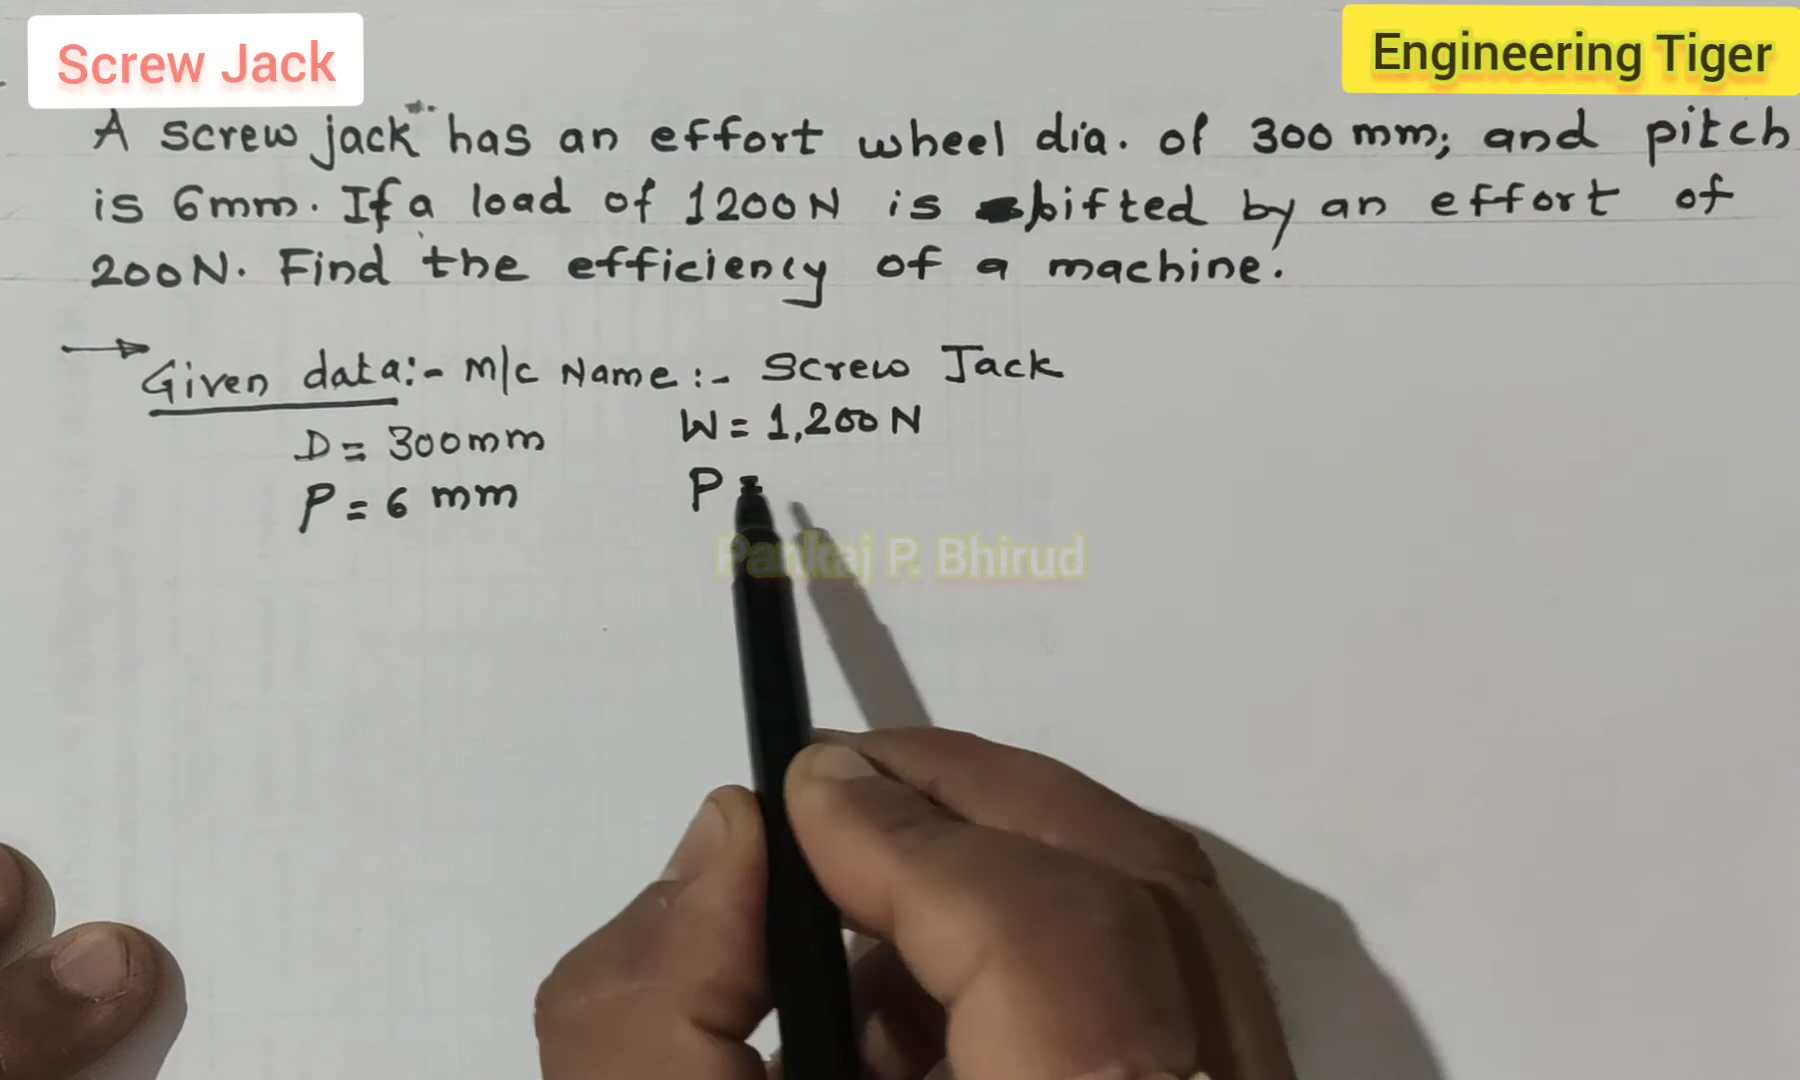 Screw Jack
Engineering Tiger
A screw jack has an effort wheel dia. of 300 mm; and pitch
is 6mm. If a load of 1200N is lifted by an effort of
200N. Find the efficiency of a machine.
Given data:- M/c Name:- Screw Jack
D = 300mm W = 1,200 N
P = 6 mm P =
Pankaj P. Bhirud